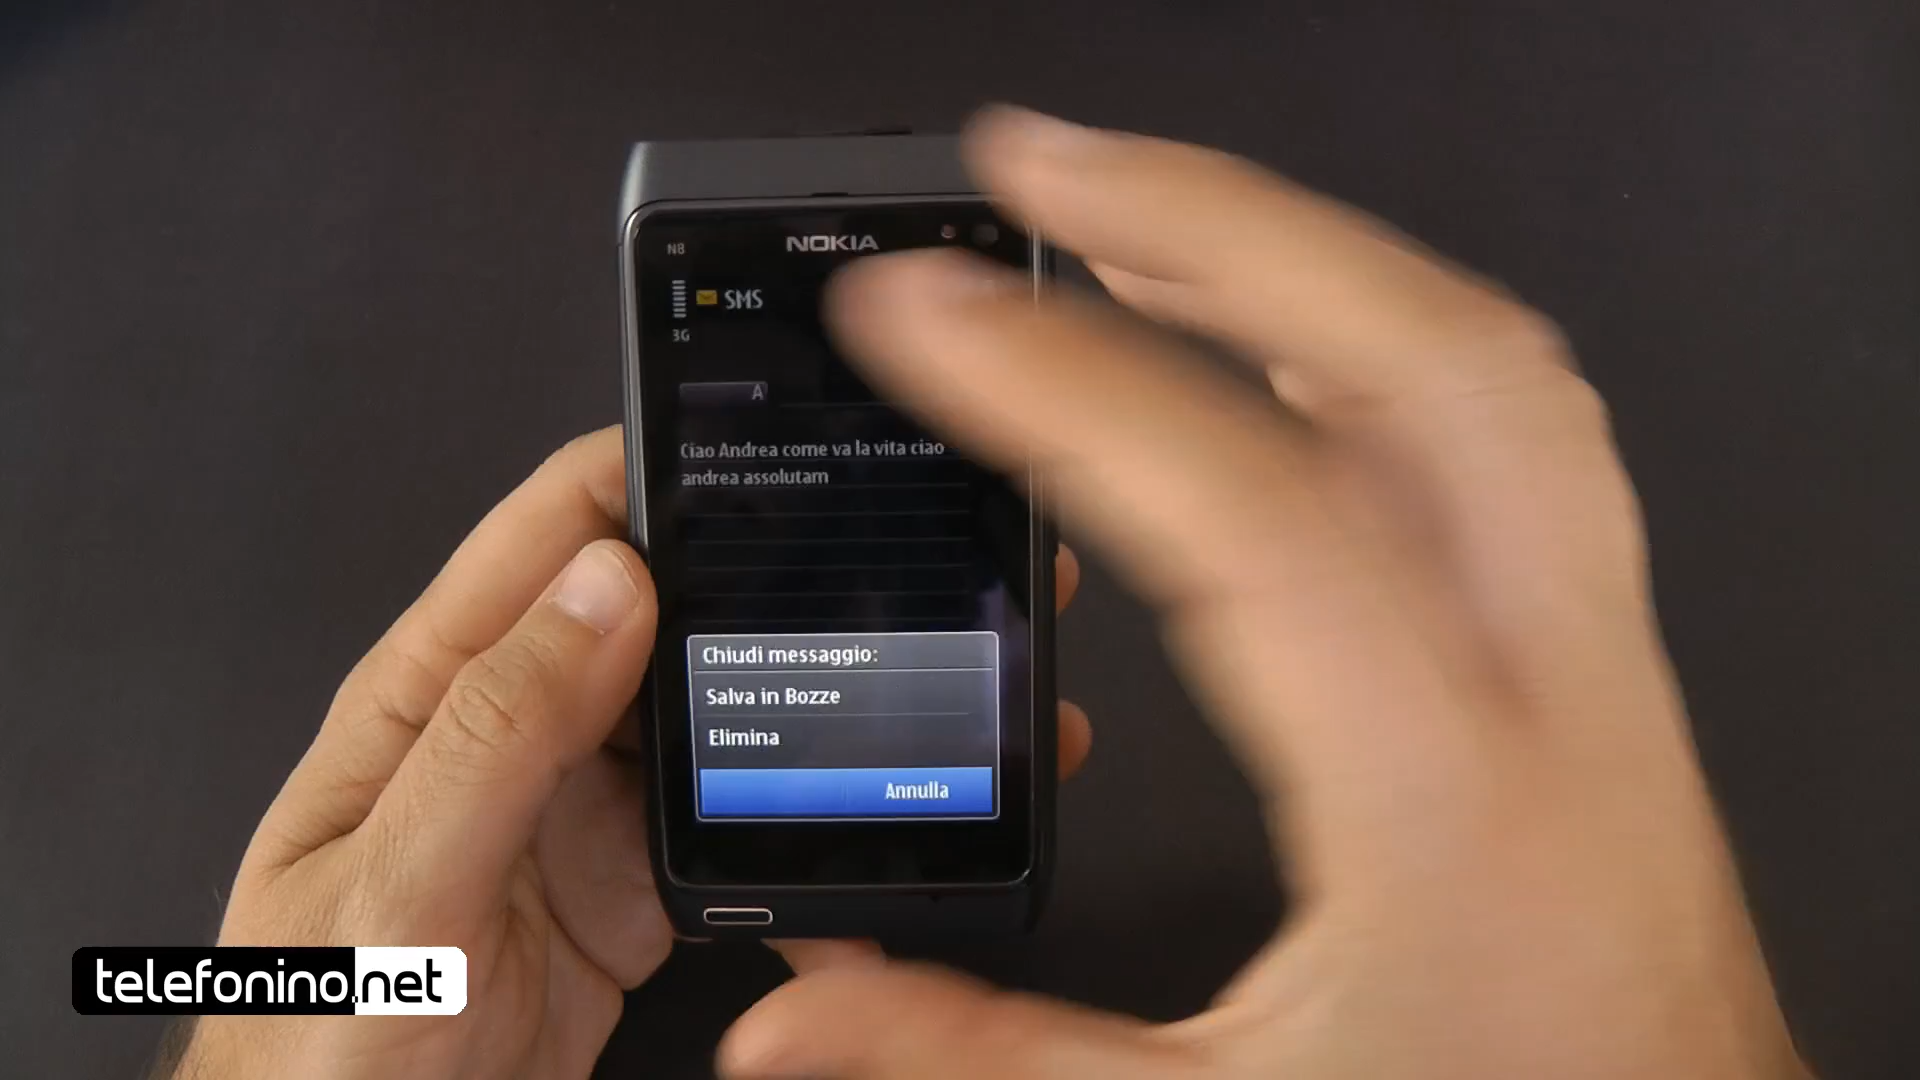 N8
NOKIA
SMS
3G
A
Ciao Andrea come va la vita ciao
andrea assolutam
Chiudi messaggio:
Salva in Bozze
Elimina
Annulla
telefonino.net